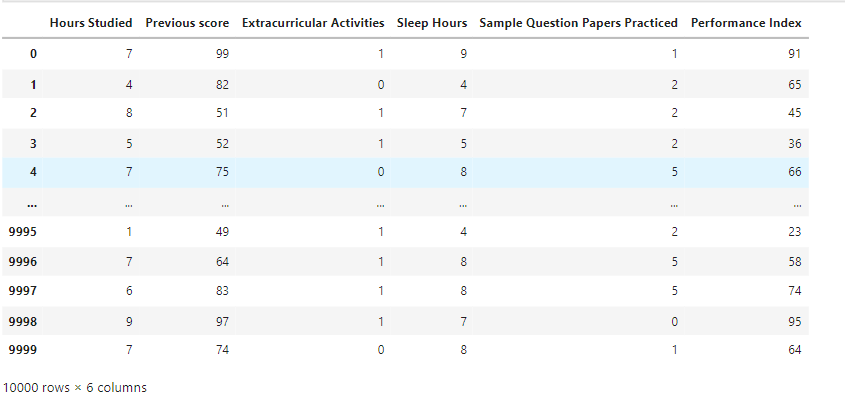 Hours Studied Previous score Extracurricular Activities Sleep Hours Sample Question Papers Practiced Performance Index
0 7 99 1 9 1 91
1 4 82 0 4 2 65
2 8 51 1 7 2 45
3 5 52 1 5 2 36
4 7 75 0 8 5 66
... ... ... ... ... ... ...
9995 1 49 1 4 2 23
9996 7 64 1 8 5 58
9997 6 83 1 8 5 74
9998 9 97 1 7 0 95
9999 7 74 0 8 1 64
10000 rows × 6 columns